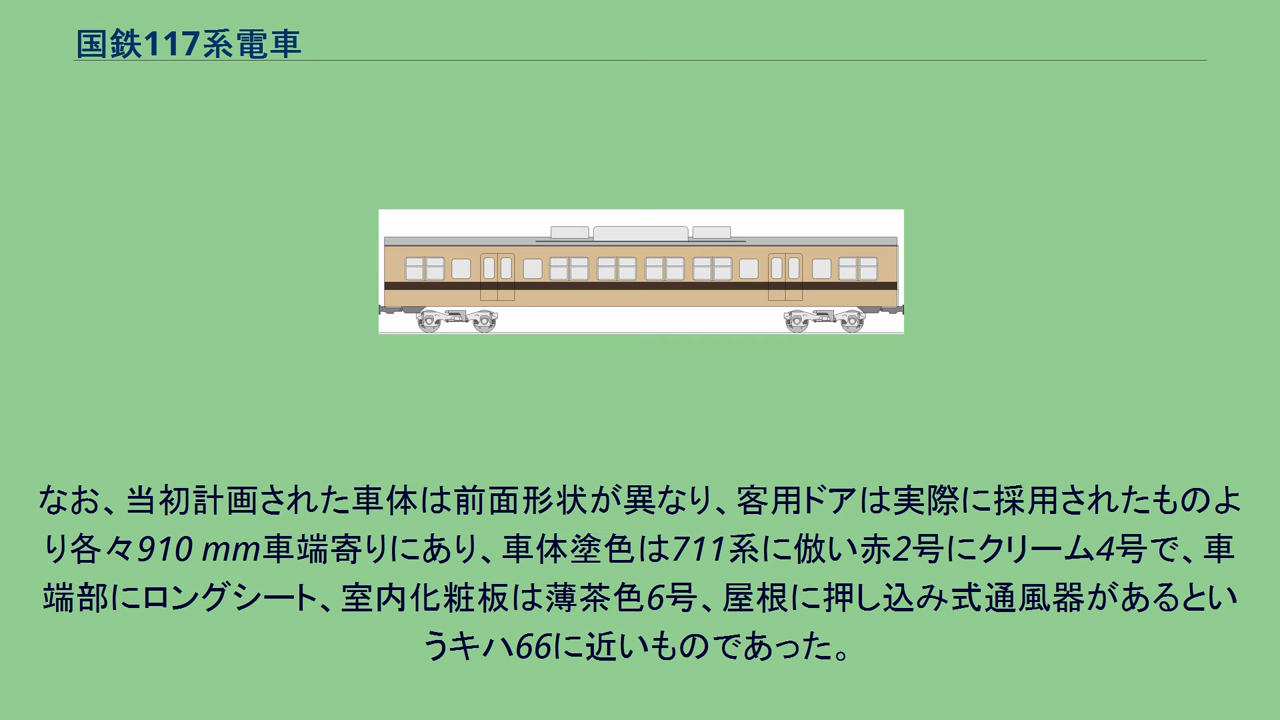 国鉄117系電車
なお、当初計画された車体は前面形状が異なり、客用ドアは実際に採用されたものよ
り各々910 mm車端寄りにあり、車体塗色は711系に倣い赤2号にクリーム4号で、車
端部にロングシート、室内化粧板は薄茶色6号、屋根に押し込み式通風器があるとい
うキハ66に近いものであった。